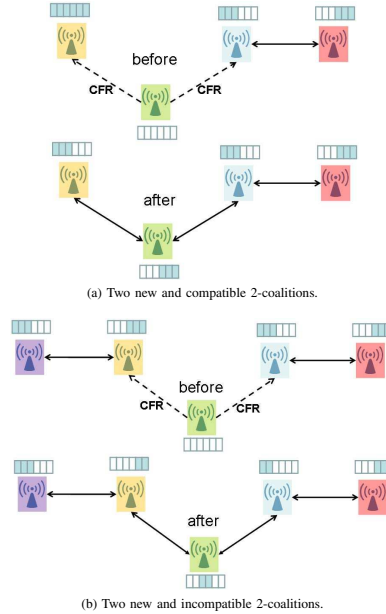 before
CFR
CFR
after
(a) Two new and compatible 2-coalitions.
before
CFR
CFR
after
(b) Two new and incompatible 2-coalitions.